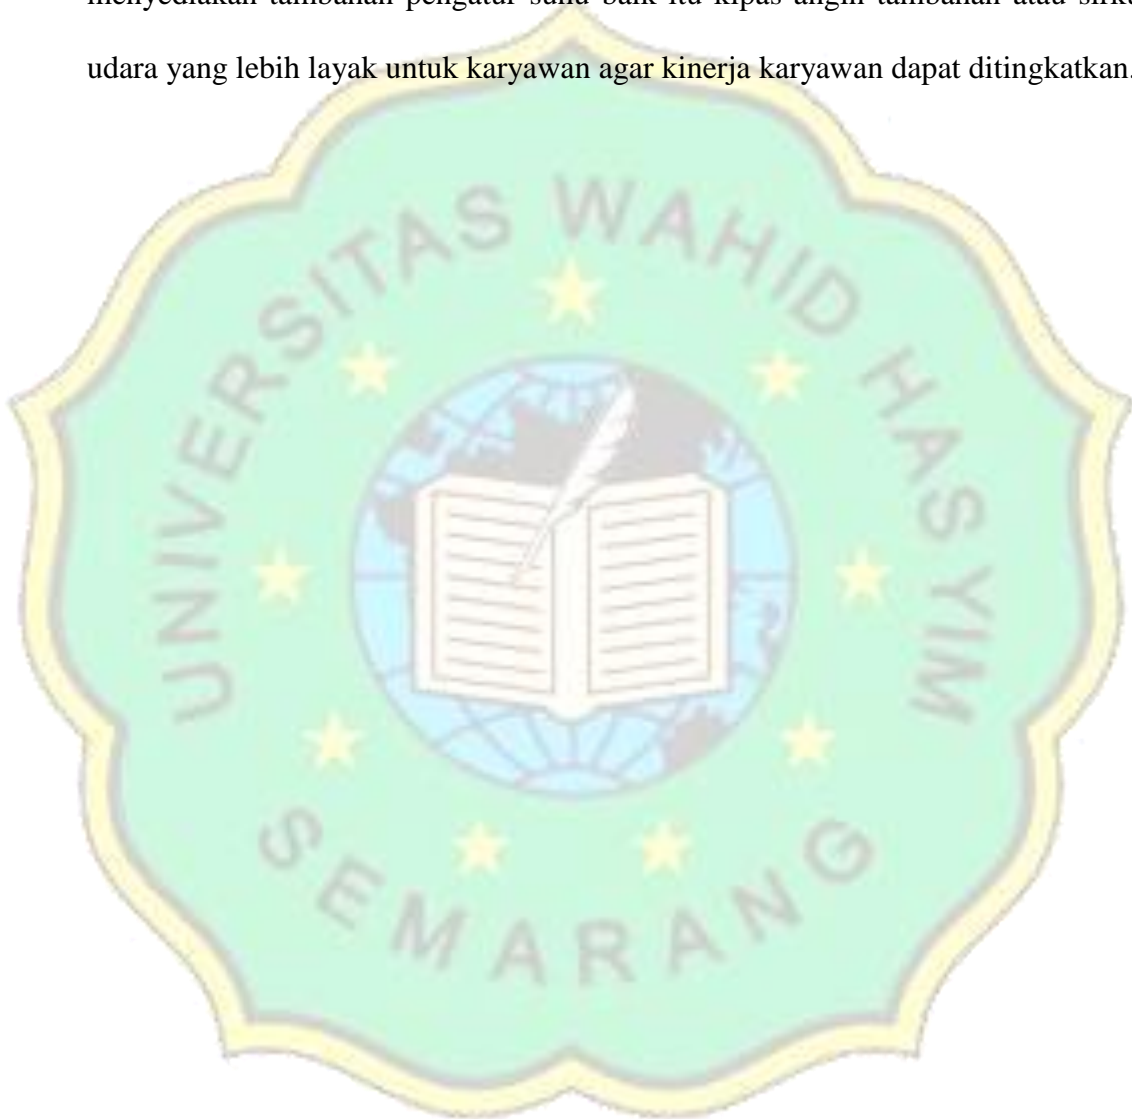 menyediakan tambahan pengatur suhu baik itu kipas angin tambahan atau
udara yang lebih layak untuk karyawan agar kinerja karyawan dapat ditingkatkan.
UNIVERSITAS WAHID HASYIM
SEMARANG